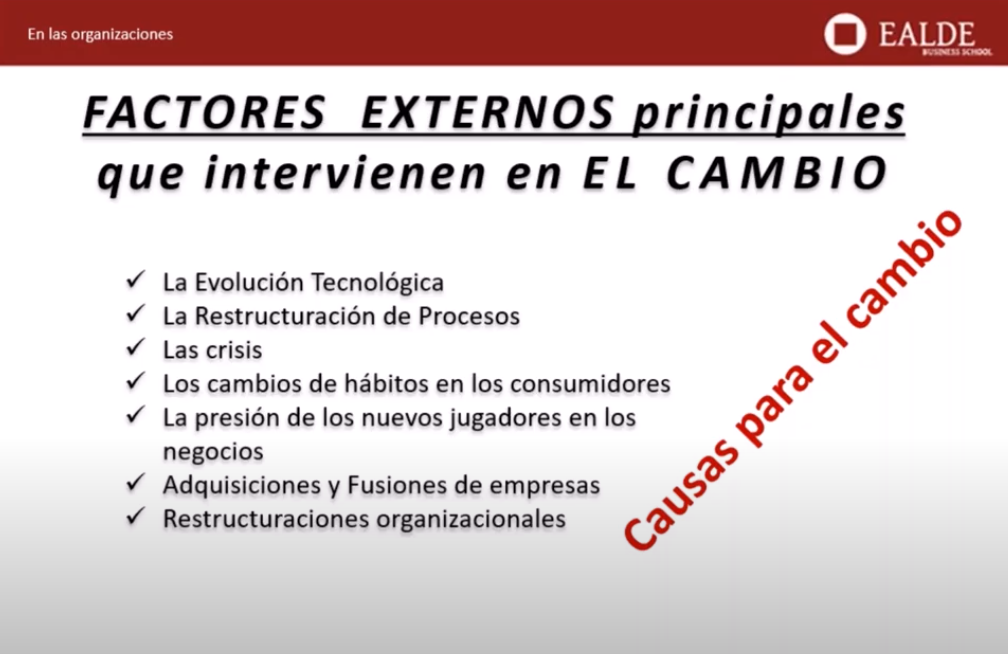 En las organizaciones
EALDE
BUSINESS SCHOOL
FACTORES EXTERNOS principales
que intervienen en EL CAMBIO
✓ La Evolución Tecnológica
✓ La Restructuración de Procesos
✓ Las crisis
✓ Los cambios de hábitos en los consumidores
✓ La presión de los nuevos jugadores en los
negocios
✓ Adquisiciones y Fusiones de empresas
✓ Restructuraciones organizacionales
Causas para el cambio